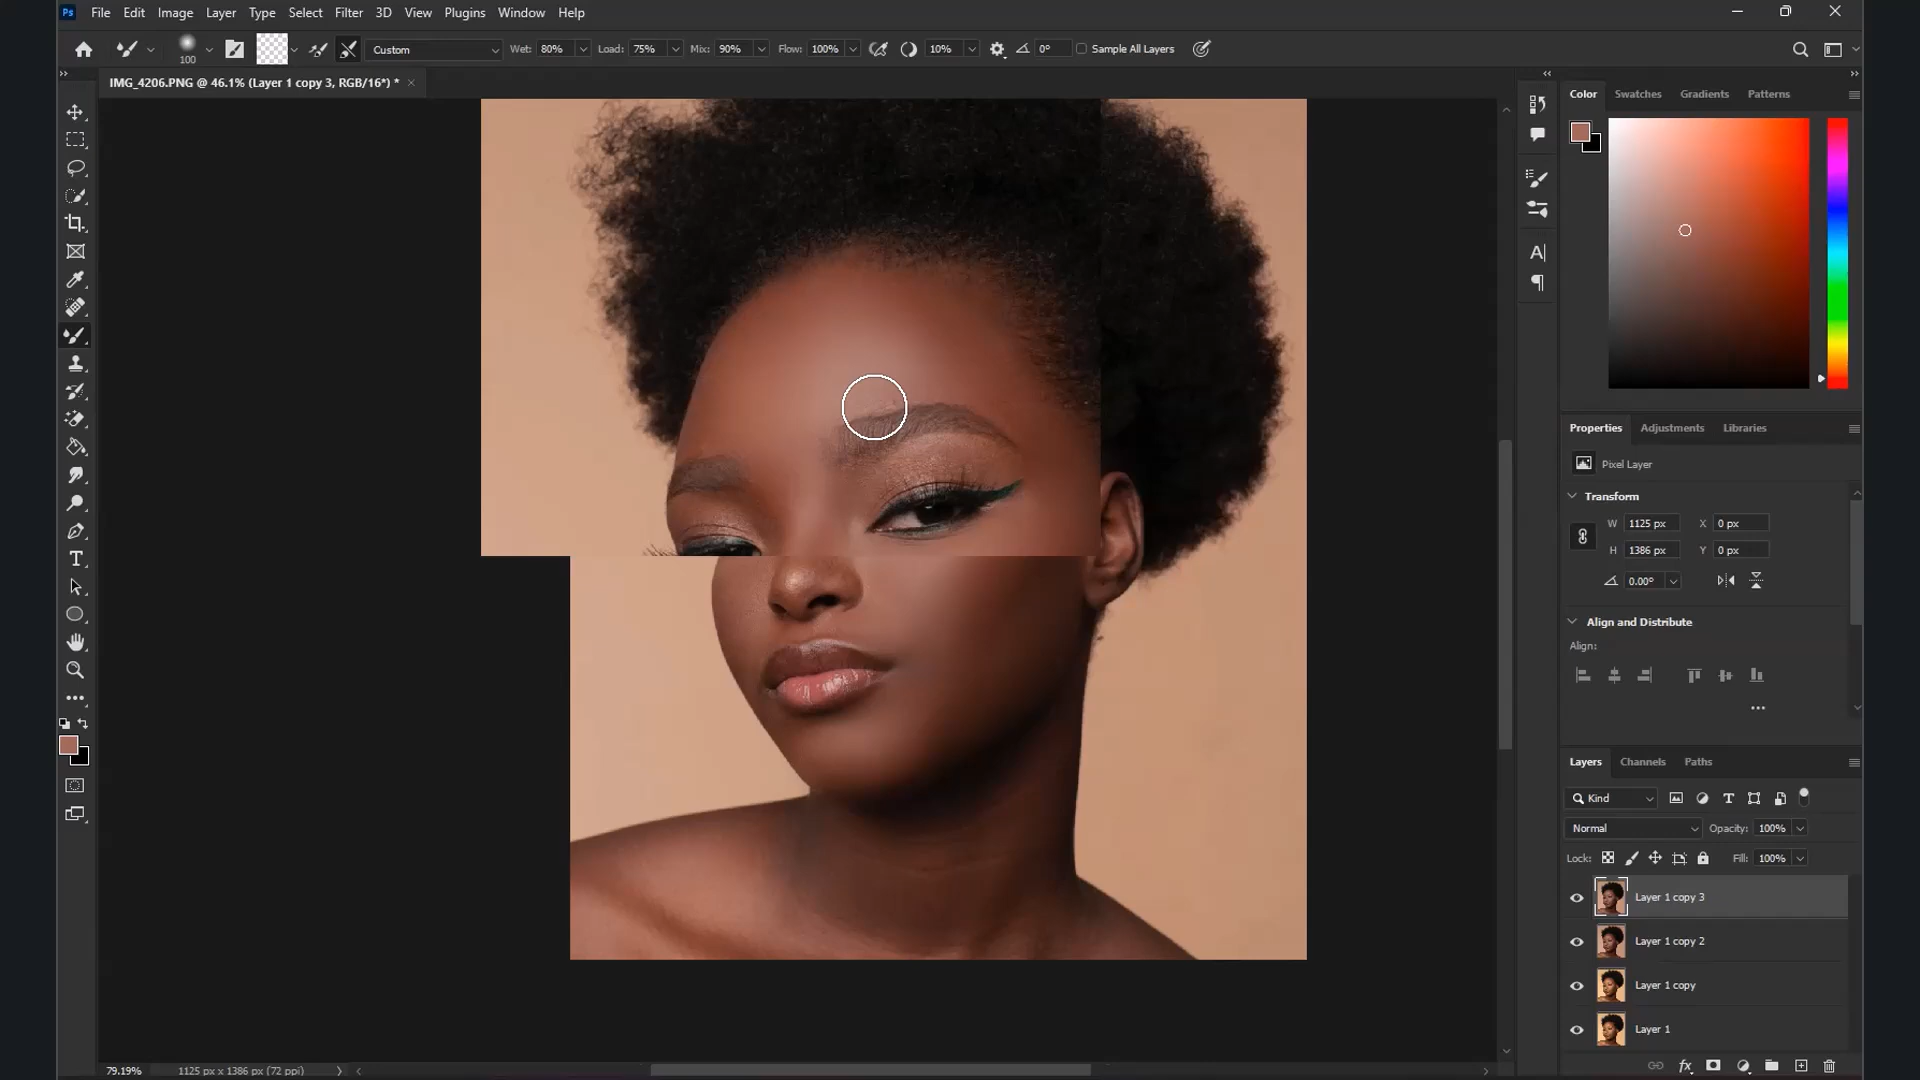 Ps File Edit Image Layer Type Select Filter 3D View Plugins Window Help
100 Custom Wet: 80% Load: 75% Mix: 90% Flow: 100% 10% 0° Sample All Layers
IMG_4206.PNG @ 46.1% (Layer 1 copy 3, RGB/16*) *
Color Swatches Gradients Patterns
Properties Adjustments Libraries
Pixel Layer
Transform
W 1125 px X 0 px
H 1386 px Y 0 px
0.00°
Align and Distribute
Align:
Layers Channels Paths
Kind
Normal Opacity: 100%
Lock: Fill: 100%
Layer 1 copy 3
Layer 1 copy 2
Layer 1 copy
Layer 1
79.19% 1125 px x 1386 px (72 ppi)